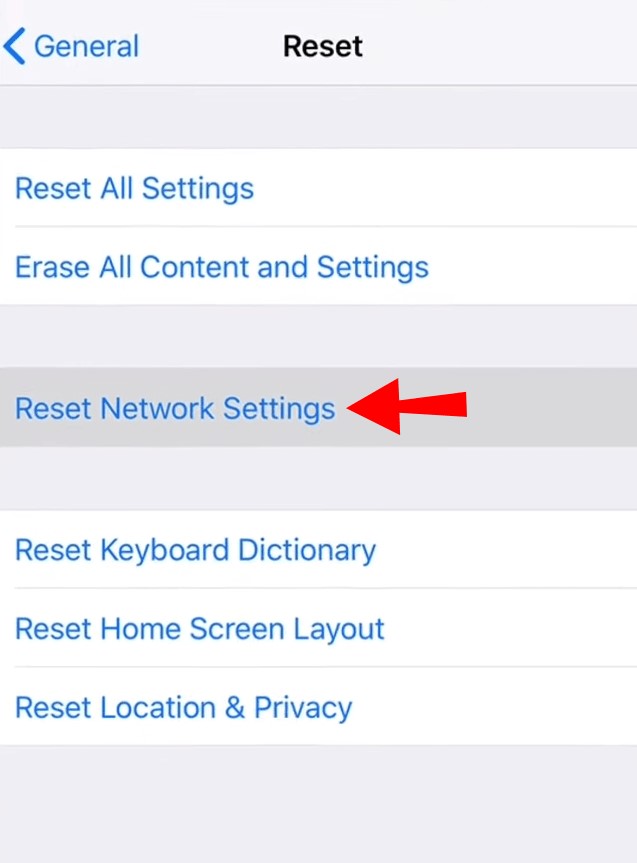 General
Reset
Reset All Settings
Erase All Content and Settings
Reset Network Settings
Reset Keyboard Dictionary
Reset Home Screen Layout
Reset Location & Privacy